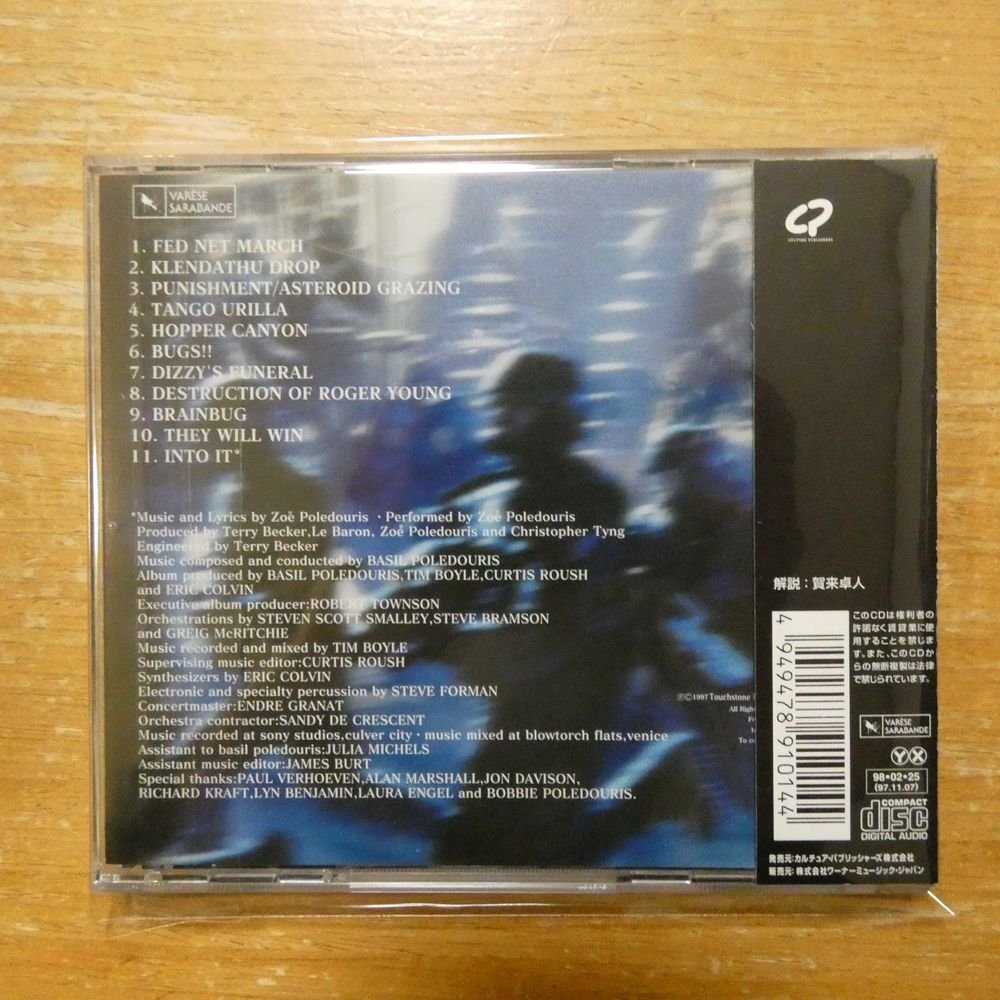 VARÈSE
SARABANDE
1. FED NET MARCH
2. KLENDATHU DROP
3. PUNISHMENT/ASTEROID GRAZING
4. TANGO URILLA
5. HOPPER CANYON
6. BUGS!!
7. DIZZY'S FUNERAL
8. DESTRUCTION OF ROGER YOUNG
9. BRAINBUG
10. THEY WILL WIN
11. INTO IT*
*Music and Lyrics by Zoë Poledouris · Performed by Zoë Poledouris
Produced by Terry Becker,Le Baron, Zoë Poledouris and Christopher Tyng
Engineered by Terry Becker
Music composed and conducted by BASIL POLEDOURIS
Album produced by BASIL POLEDOURIS,TIM BOYLE,CURTIS ROUSH
and ERIC COLVIN
Executive album producer:ROBERT TOWNSON
Orchestrations by STEVEN SCOTT SMALLEY,STEVE BRAMSON
and GREIG McRITCHIE
Music recorded and mixed by TIM BOYLE
Supervising music editor:CURTIS ROUSH
Synthesizers by ERIC COLVIN
Electronic and specialty percussion by STEVE FORMAN
Concertmaster:ENDRE GRANAT
Orchestra contractor:SANDY DE CRESCENT
Music recorded at sony studios,culver city · music mixed at blowtorch flats,venice
Assistant to basil poledouris:JULIA MICHELS
Assistant music editor:JAMES BURT
Special thanks:PAUL VERHOEVEN,ALAN MARSHALL,JON DAVISON,
RICHARD KRAFT,LYN BENJAMIN,LAURA ENGEL and BOBBIE POLEDOURIS.
℗©1997 Touchstone
All Righ
To c
CP
CULTURE PUBLISHERS
解説：賀来卓人
このCDは権利者の
許諾なく賃貸業に使
用することを禁じま
す。また、このCDか
らの無断複製は法律
で禁じられています。
4 949478 910144
VARÈSE
SARABANDE
YX
98・02・25
(97.11.07)
COMPACT
disc
DIGITAL AUDIO
発売元:カルチュア・パブリッシャーズ株式会社
販売元:株式会社ワーナーミュージック・ジャパン